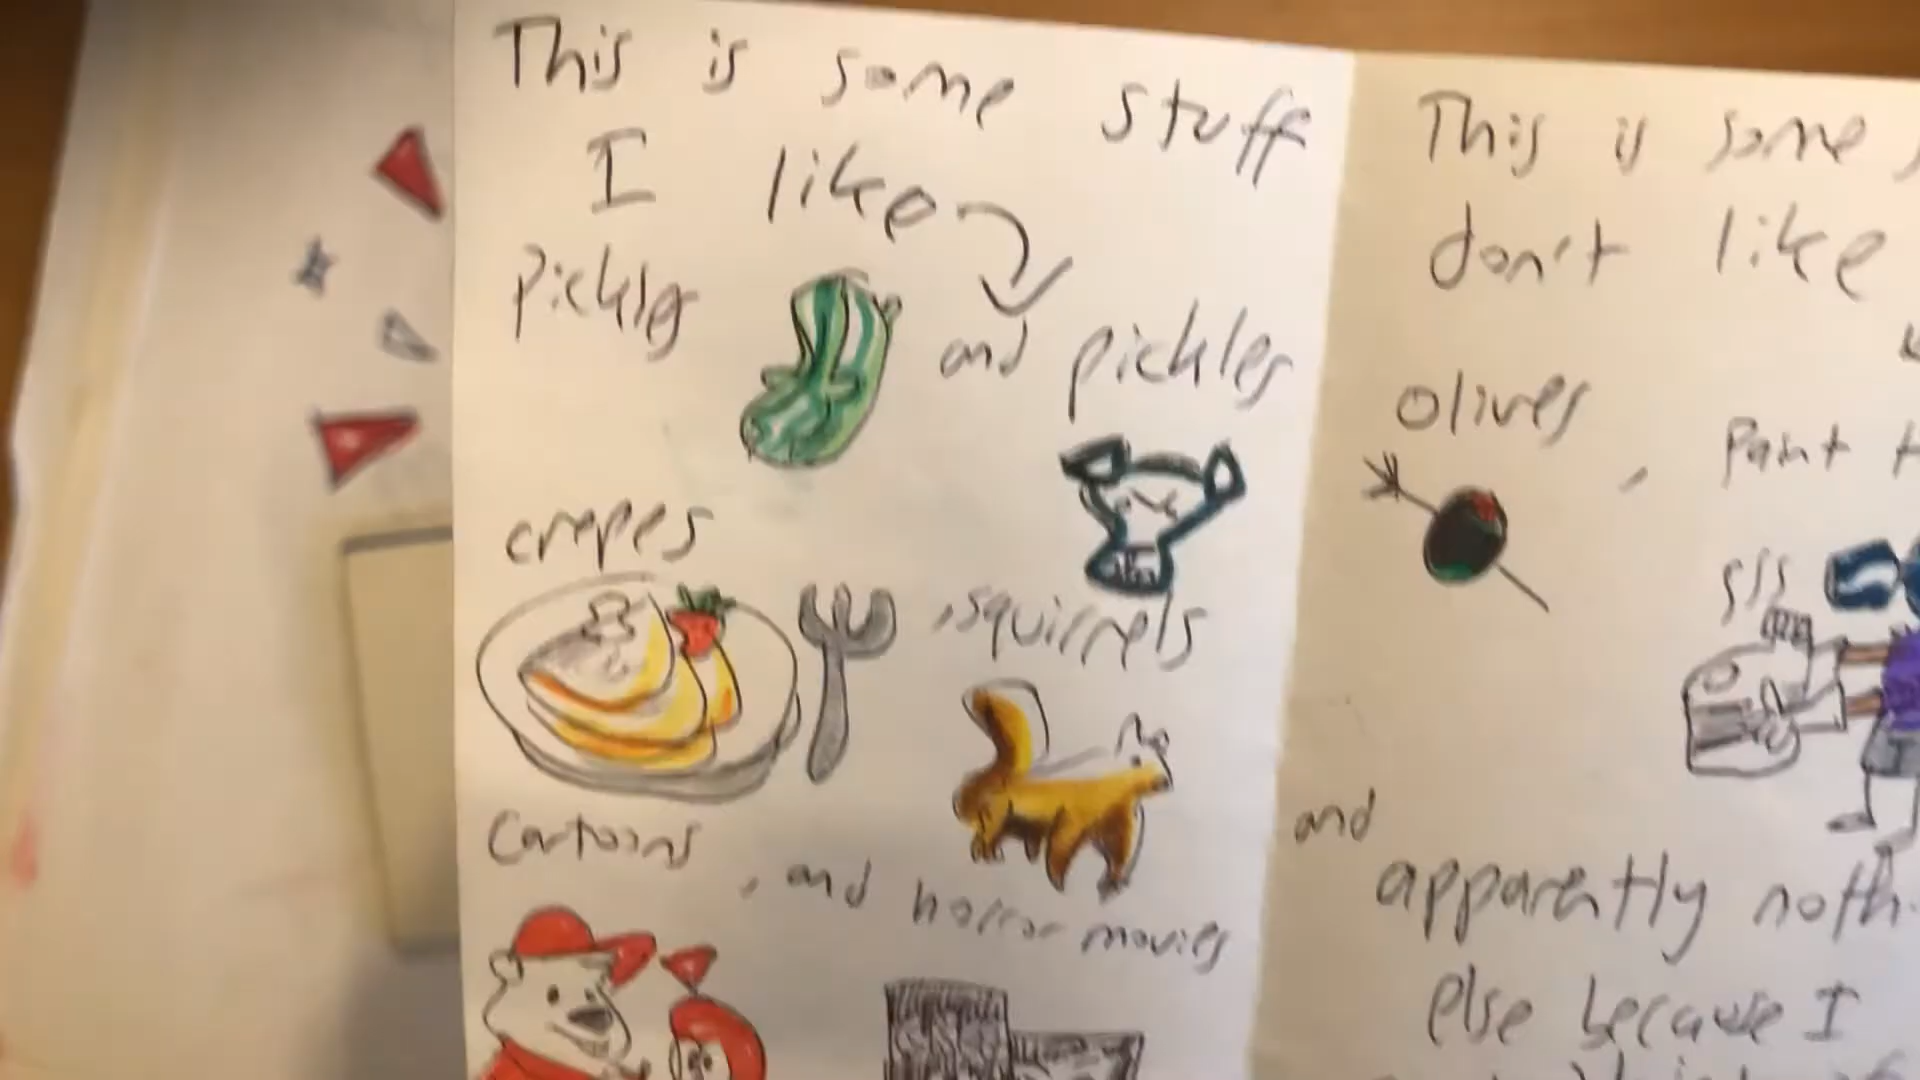 This is some stuff
I like
pickles
and pickles
crepes
, squirrels
Cartoons
, and horror movies
This is some
don't like
olives
, Paint
and
apparently
else because I